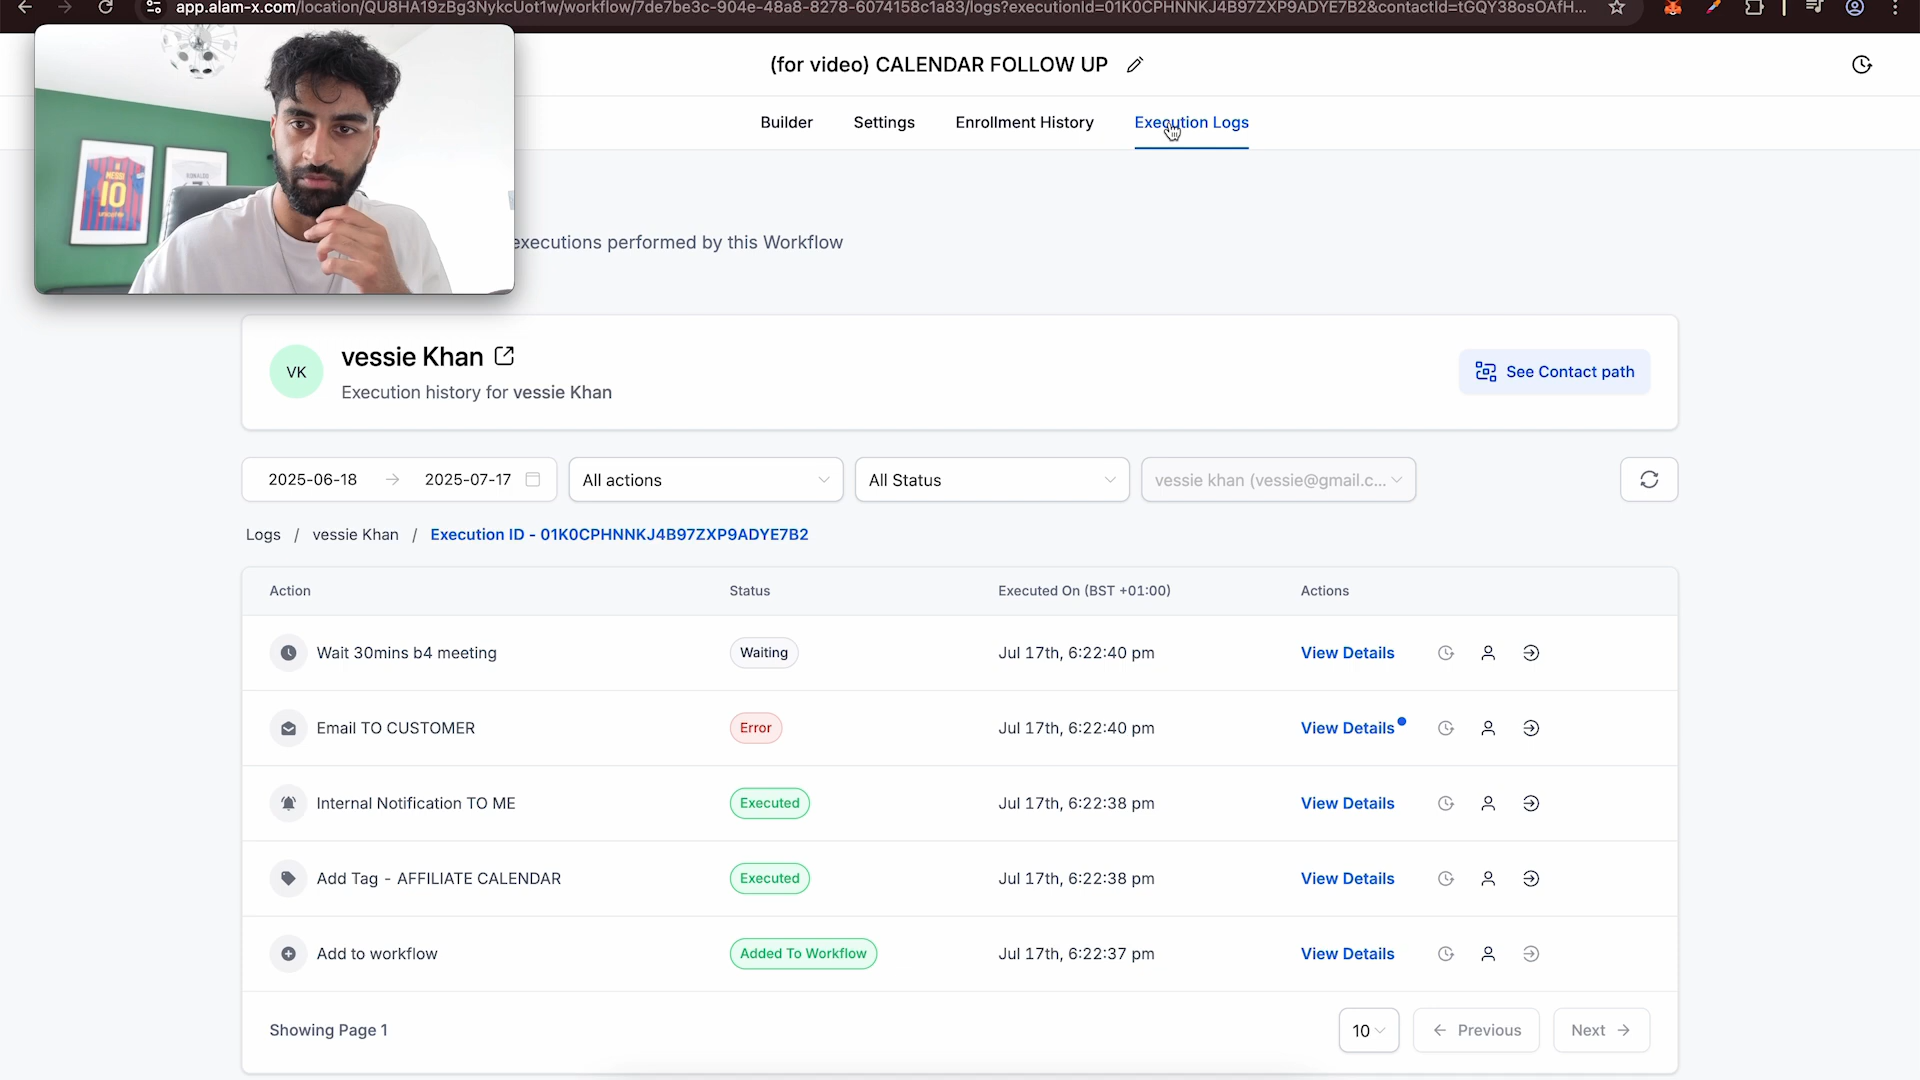 app.alam-x.com/location/QU8HA19zBg3NykcUot1w/workflow/7de7be3c-904e-48a8-8278-6074158c1a83/logs?executionId=01K0CPHNNKJ4B97ZXP9ADYE7B2&contactId=tGQY38osOAfH...
(for video) CALENDAR FOLLOW UP
Builder Settings Enrollment History Execution Logs
MESSI
10
unicef
RONALDO
executions performed by this Workflow
VK
vessie Khan
Execution history for vessie Khan
See Contact path
2025-06-18 → 2025-07-17 All actions All Status vessie khan (vessie@gmail.c...
Logs / vessie Khan / Execution ID - 01K0CPHNNKJ4B97ZXP9ADYE7B2
Action Status Executed On (BST +01:00) Actions
Wait 30mins b4 meeting Waiting Jul 17th, 6:22:40 pm View Details
Email TO CUSTOMER Error Jul 17th, 6:22:40 pm View Details
Internal Notification TO ME Executed Jul 17th, 6:22:38 pm View Details
Add Tag - AFFILIATE CALENDAR Executed Jul 17th, 6:22:38 pm View Details
Add to workflow Added To Workflow Jul 17th, 6:22:37 pm View Details
Showing Page 1 10 ← Previous Next →